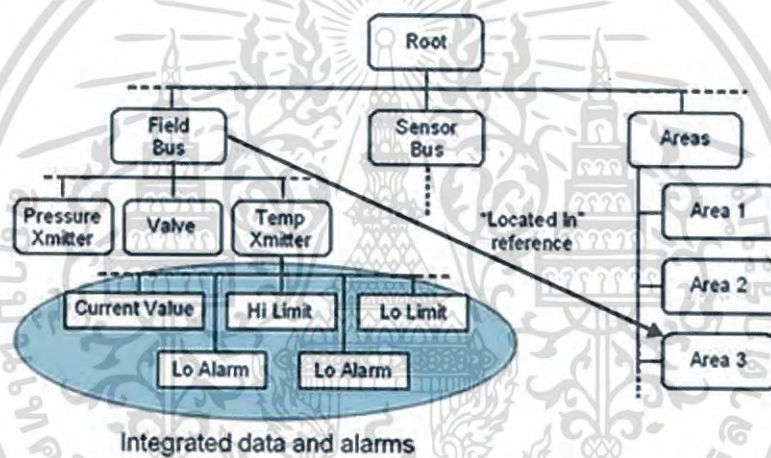 Root
Field
Bus
Sensor
Bus
Areas
Pressure
Xmitter
Valve
Temp
Xmitter
"Located In"
reference
Area 1
Area 2
Area 3
Current Value
Hi Limit
Lo Limit
Lo Alarm
Lo Alarm
Integrated data and alarms